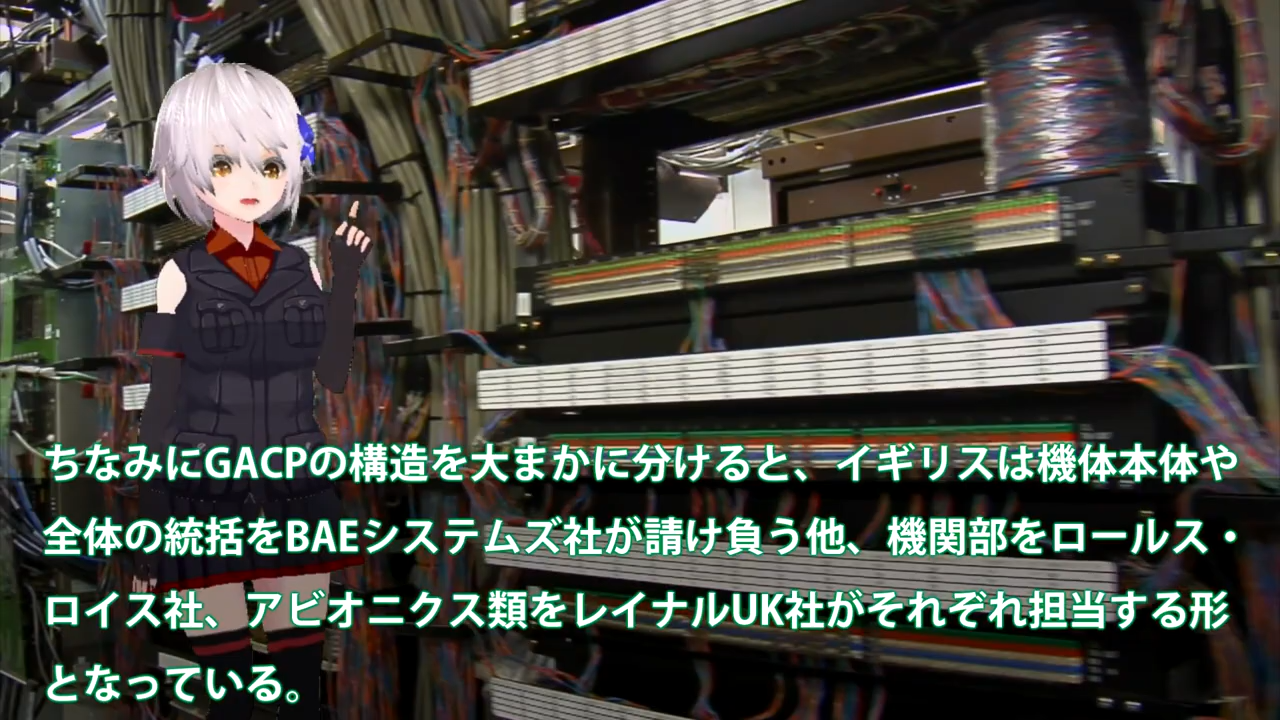 ちなみにGACPの構造を大まかに分けると、イギリスは機体本体や
全体の統括をBAEシステムズ社が請け負う他、機関部をロールス・
ロイス社、アビオニクス類をレイナルUK社がそれぞれ担当する形
となっている。